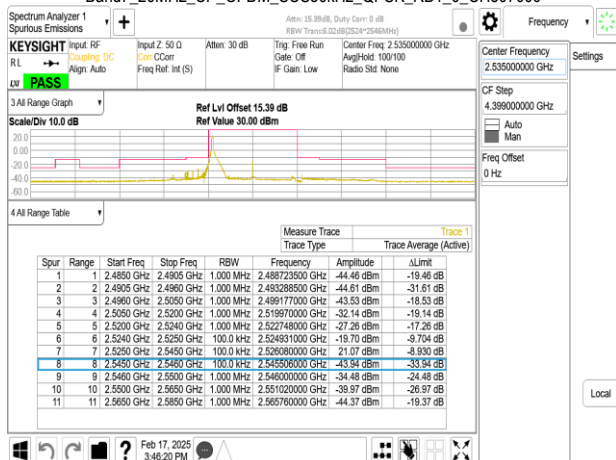 Spectrum Analyzer 1
Spurious Emissions
Attn: 15.39dB, Duty Corr: 0 dB
RBW Trans:6.02dB(2524~2546MHz)
Frequency
KEYSIGHT
Input: RF
Coupling: DC
Align: Auto
Input Z: 50 Ω
Corr CCorr
Freq Ref: Int (S)
Atten: 30 dB
Trig: Free Run
Gate: Off
IF Gain: Low
Center Freq: 2.535000000 GHz
Avg|Hold: 100/100
Radio Std: None
RL
LXI
PASS
Center Frequency
2.535000000 GHz
Settings
CF Step
4.399000000 GHz
Auto
Man
Freq Offset
0 Hz
3 All Range Graph
Scale/Div 10.0 dB
Ref Lvl Offset 15.39 dB
Ref Value 30.00 dBm
20.0
0.00
-20.0
-40.0
-60.0
4 All Range Table
Measure Trace Trace 1
Trace Type Trace Average (Active)
Spur Range Start Freq Stop Freq RBW Frequency Amplitude ΔLimit
1 1 2.4850 GHz 2.4905 GHz 1.000 MHz 2.488723500 GHz -44.46 dBm -19.46 dB
2 2 2.4905 GHz 2.4960 GHz 1.000 MHz 2.493288500 GHz -44.61 dBm -31.61 dB
3 3 2.4960 GHz 2.5050 GHz 1.000 MHz 2.499177000 GHz -43.53 dBm -18.53 dB
4 4 2.5050 GHz 2.5200 GHz 1.000 MHz 2.519970000 GHz -32.14 dBm -19.14 dB
5 5 2.5200 GHz 2.5240 GHz 1.000 MHz 2.522748000 GHz -27.26 dBm -17.26 dB
6 6 2.5240 GHz 2.5250 GHz 100.0 kHz 2.524931000 GHz -19.70 dBm -9.704 dB
7 7 2.5250 GHz 2.5450 GHz 100.0 kHz 2.526080000 GHz 21.07 dBm -8.930 dB
8 8 2.5450 GHz 2.5460 GHz 100.0 kHz 2.545506000 GHz -43.94 dBm -33.94 dB
9 9 2.5460 GHz 2.5500 GHz 1.000 MHz 2.546000000 GHz -34.48 dBm -24.48 dB
10 10 2.5500 GHz 2.5650 GHz 1.000 MHz 2.551020000 GHz -39.97 dBm -26.97 dB
11 11 2.5650 GHz 2.5850 GHz 1.000 MHz 2.565760000 GHz -44.37 dBm -19.37 dB
Local
Feb 17, 2025
3:46:20 PM